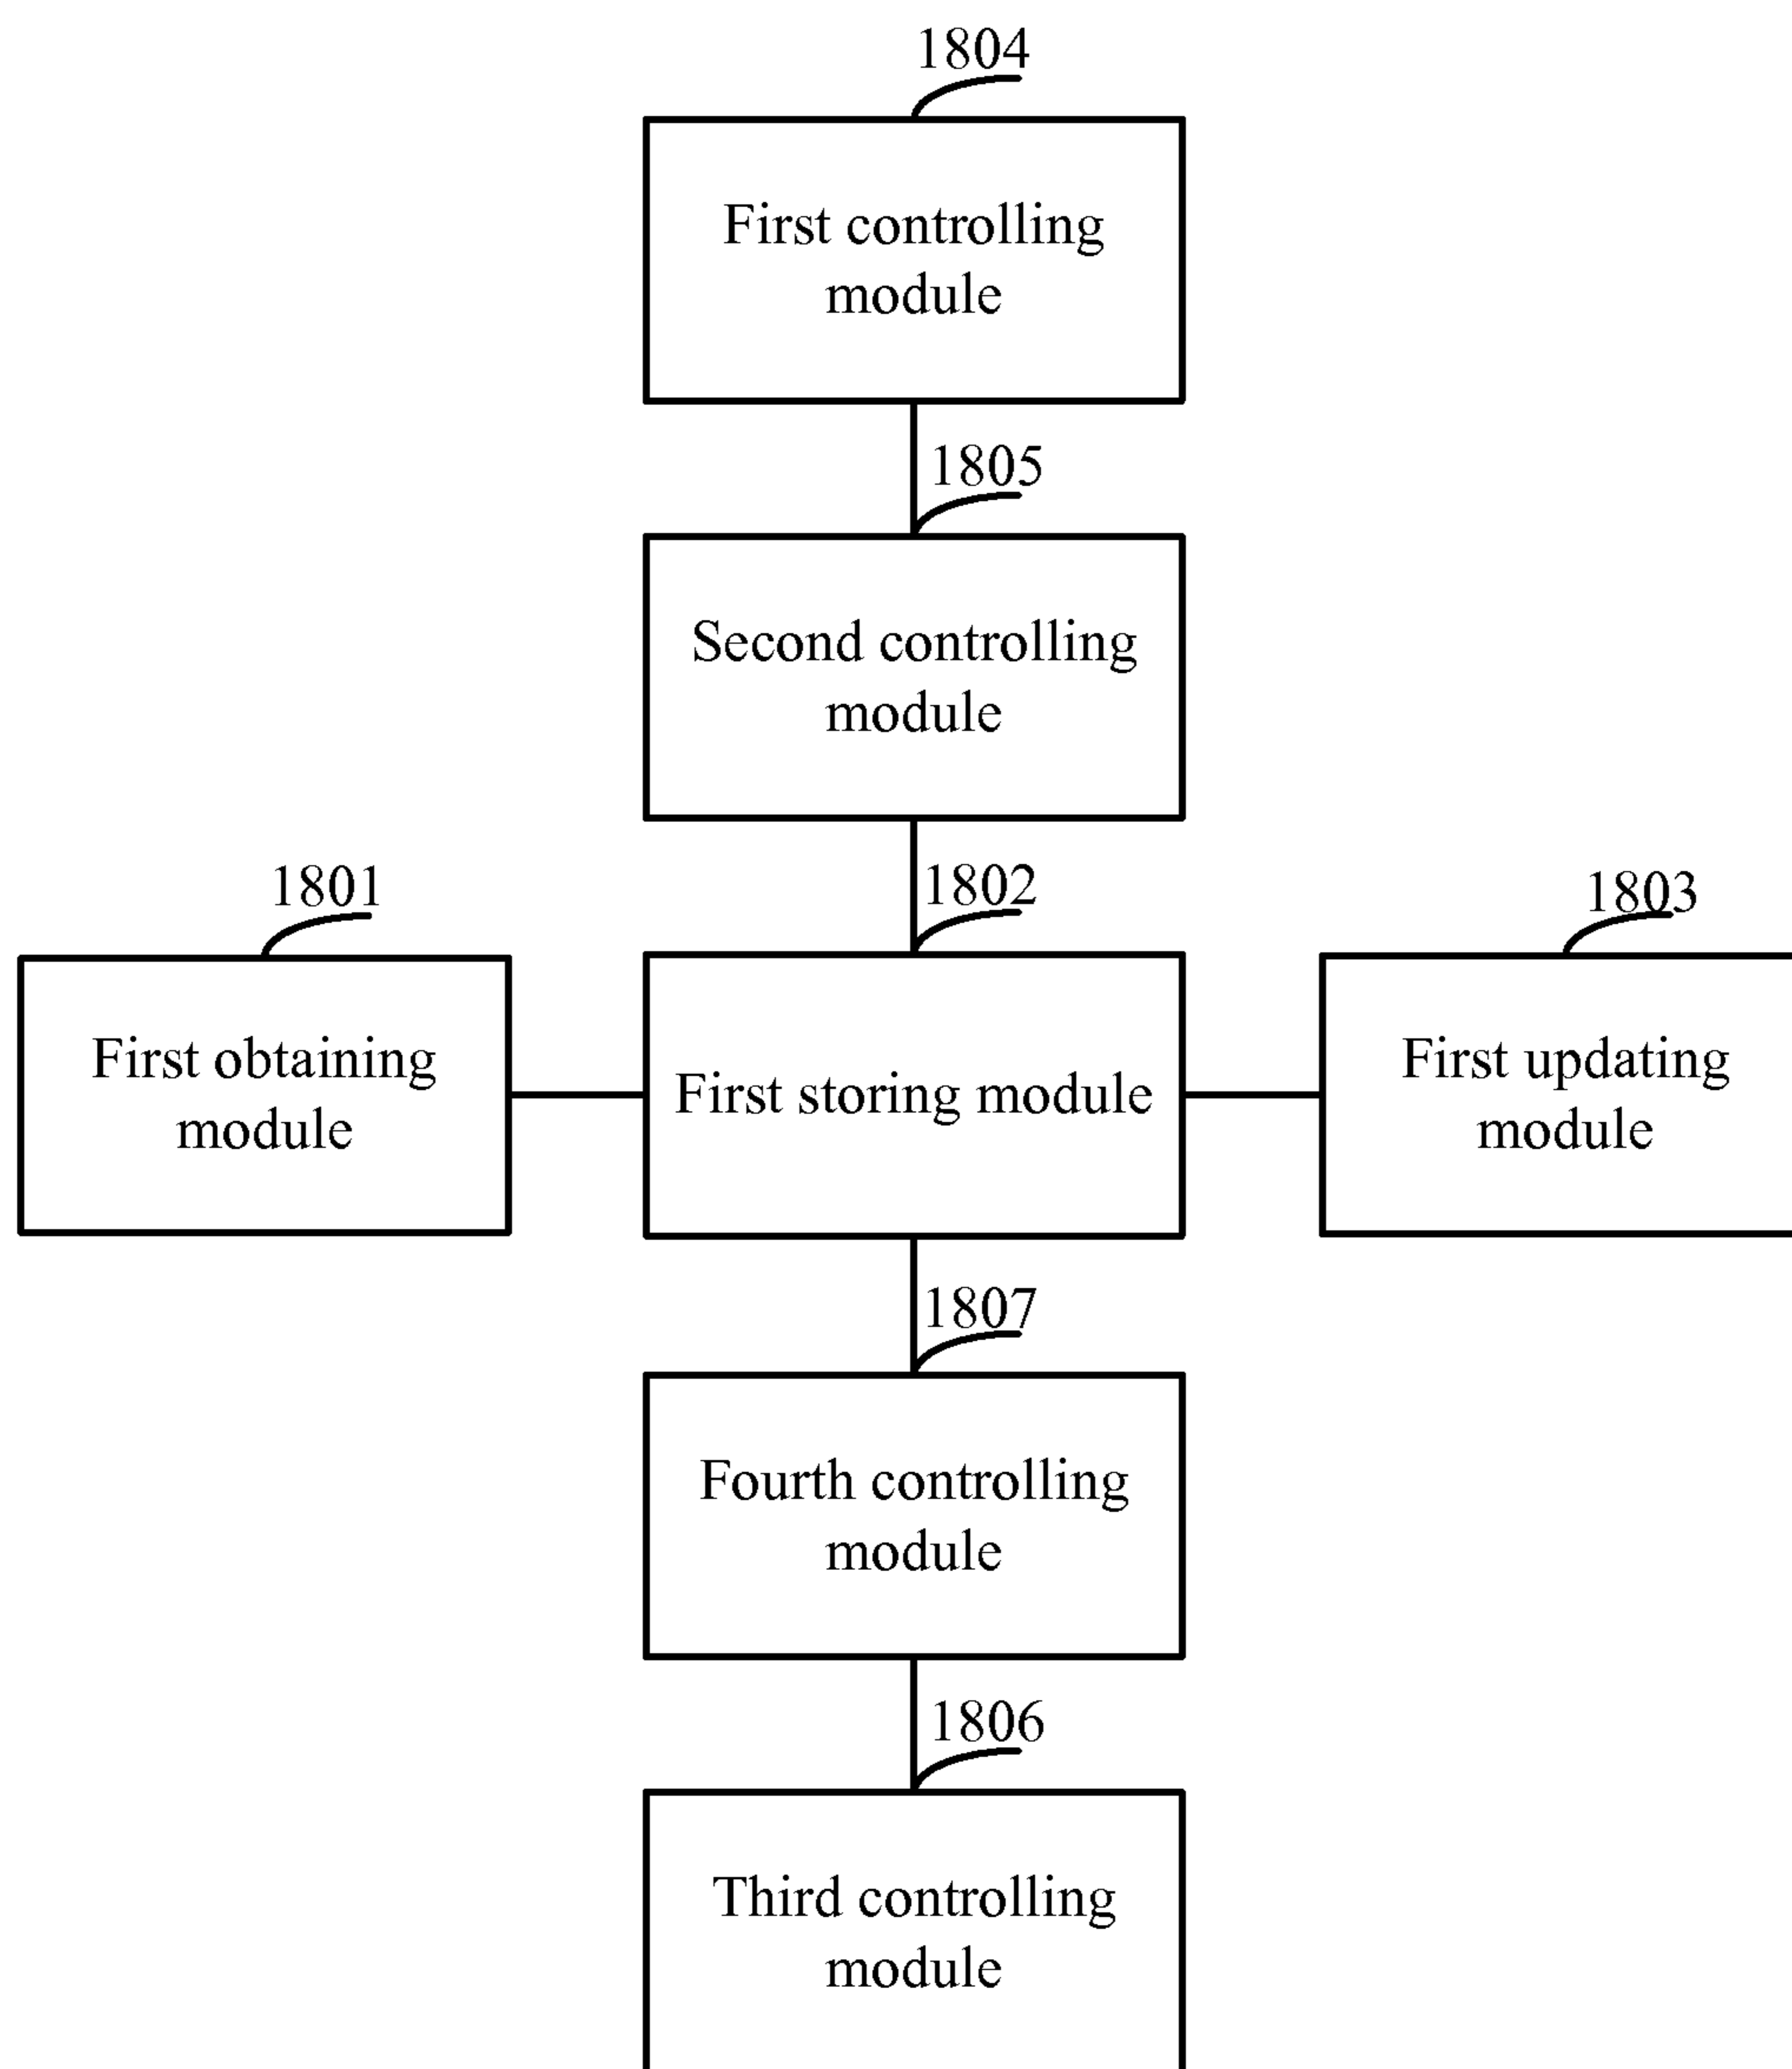 1804
First controlling
module
1805
Second controlling
module
1801
1802
1803
First obtaining
module
First storing module
First updating
module
1807
Fourth controlling
module
1806
Third controlling
module